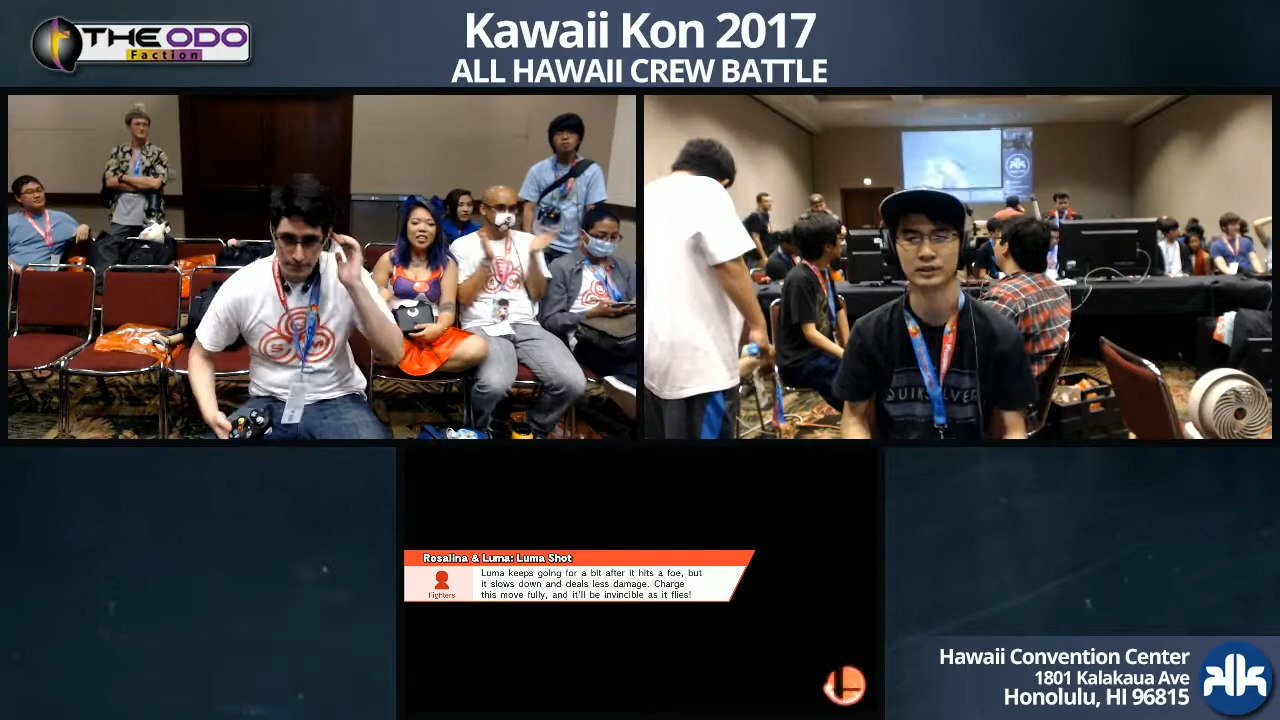 THE ODO
Faction
Kawaii Kon 2017
ALL HAWAII CREW BATTLE
QUIKSILVER
Rosalina & Luma: Luma Shot
Fighters
Luma keeps going for a bit after it hits a foe, but
it slows down and deals less damage. Charge
this move fully, and it'll be invincible as it flies!
Hawaii Convention Center
1801 Kalakaua Ave
Honolulu, HI 96815